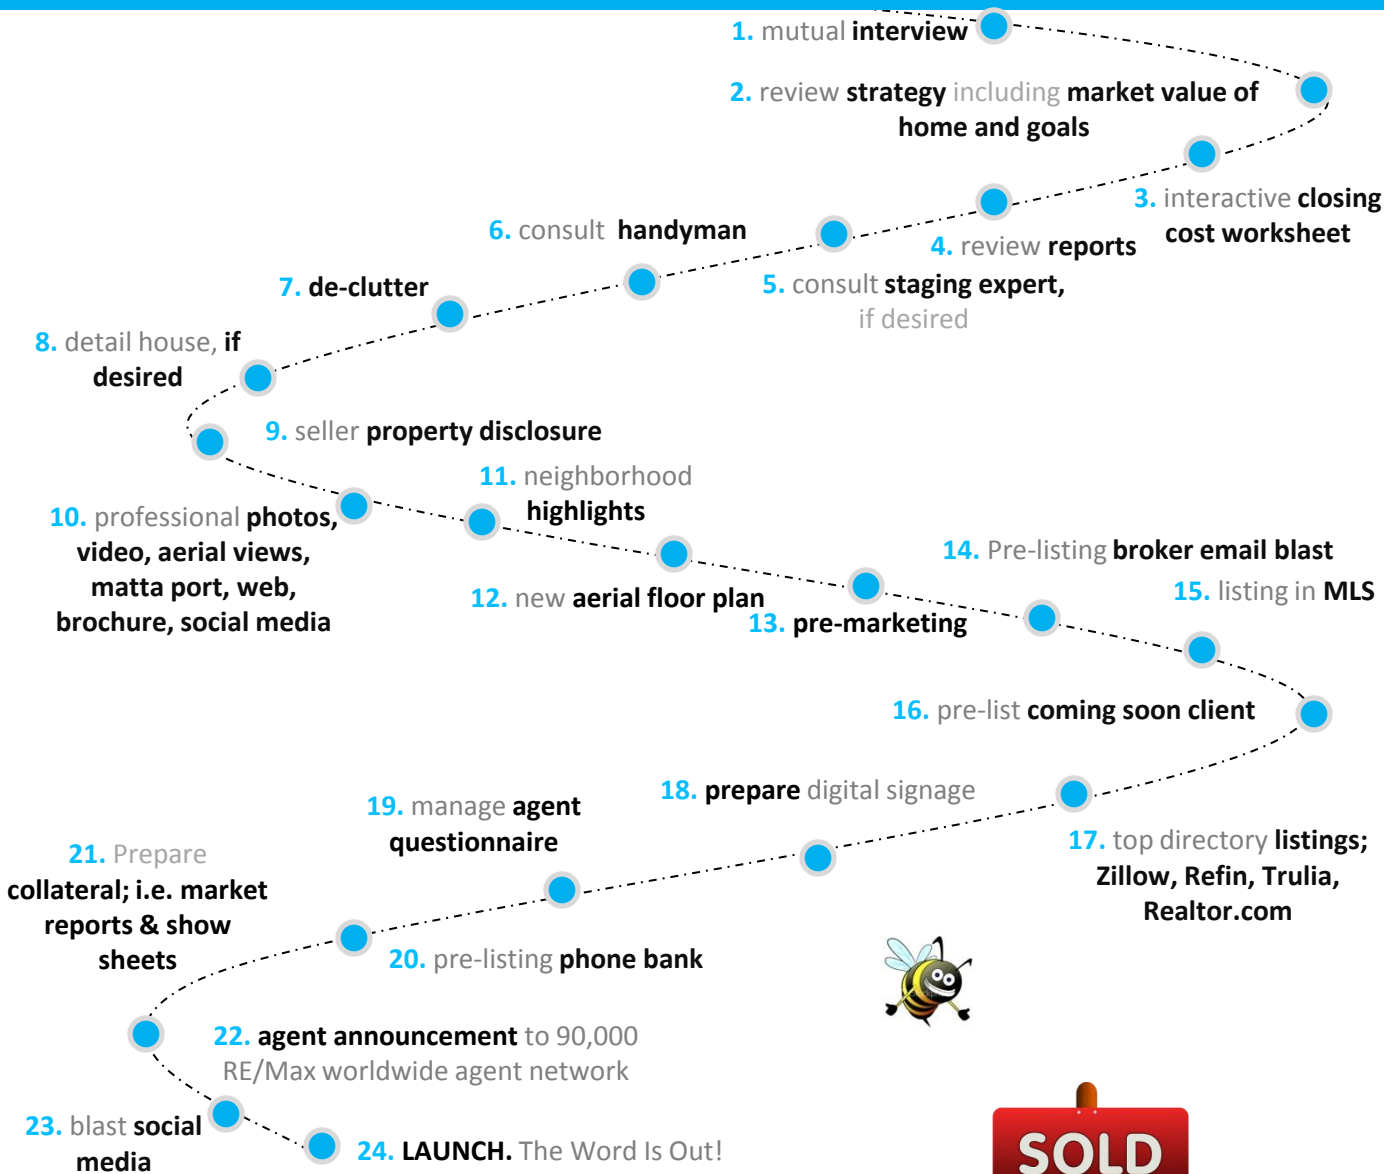 1. mutual interview
2. review strategy including market value of
home and goals
3. interactive closing
cost worksheet
4. review reports
5. consult staging expert,
if desired
6. consult handyman
7. de-clutter
8. detail house, if
desired
9. seller property disclosure
10. professional photos,
video, aerial views,
matta port, web,
brochure, social media
11. neighborhood
highlights
12. new aerial floor plan
13. pre-marketing
14. Pre-listing broker email blast
15. listing in MLS
16. pre-list coming soon client
17. top directory listings;
Zillow, Refin, Trulia,
Realtor.com
18. prepare digital signage
19. manage agent
questionnaire
20. pre-listing phone bank
21. Prepare
collateral; i.e. market
reports & show
sheets
22. agent announcement to 90,000
RE/Max worldwide agent network
23. blast social
media
24. LAUNCH. The Word Is Out!
SOLD